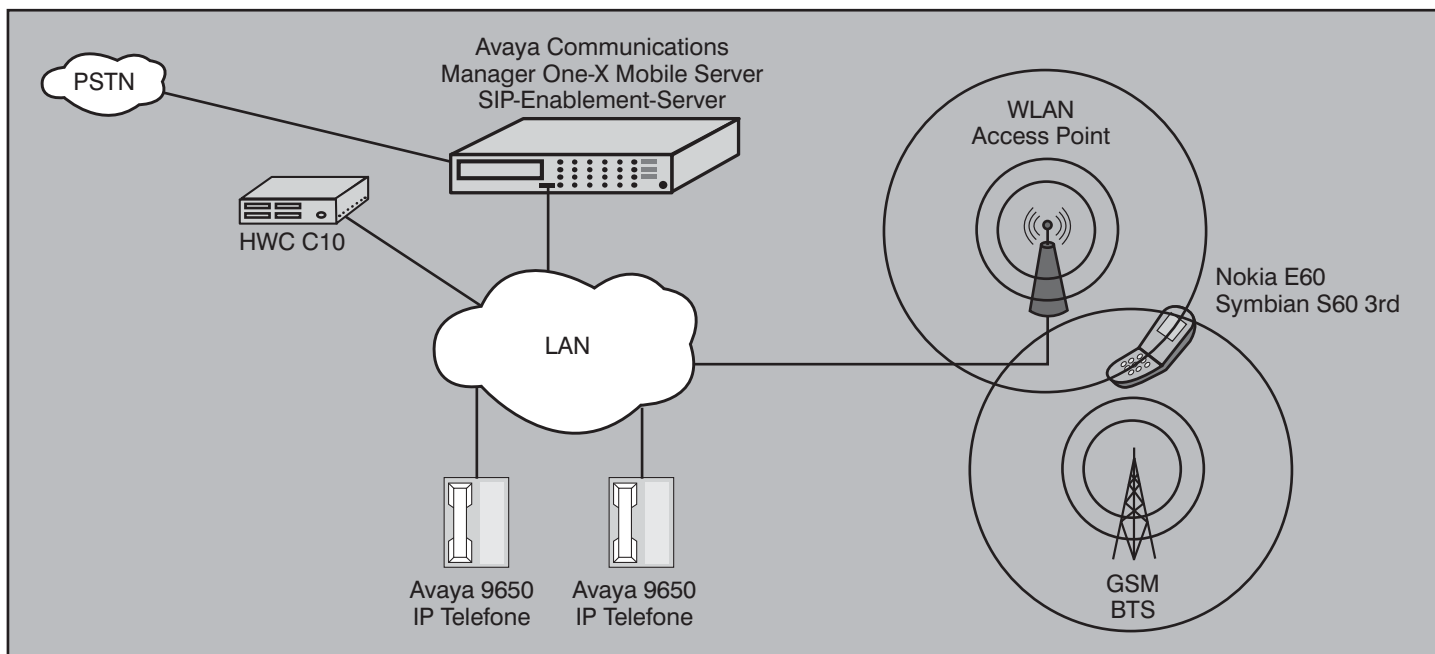 Avaya Communications
Manager One-X Mobile Server
SIP-Enablement-Server
PSTN
WLAN
Access Point
HWC C10
Nokia E60
Symbian S60 3rd
LAN
Avaya 9650
IP Telefone
Avaya 9650
IP Telefone
GSM
BTS